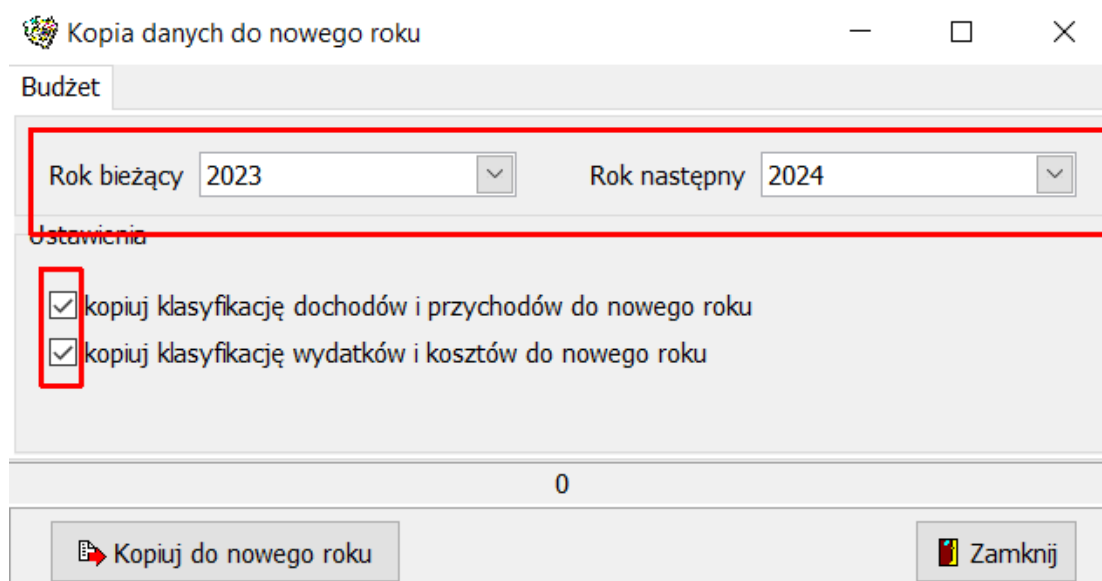 Kopia danych do nowego roku
Budżet
Rok bieżący 2023 Rok następny 2024
Ustawienia
kopiuj klasyfikację dochodów i przychodów do nowego roku
kopiuj klasyfikację wydatków i kosztów do nowego roku
0
Kopiuj do nowego roku Zamknij